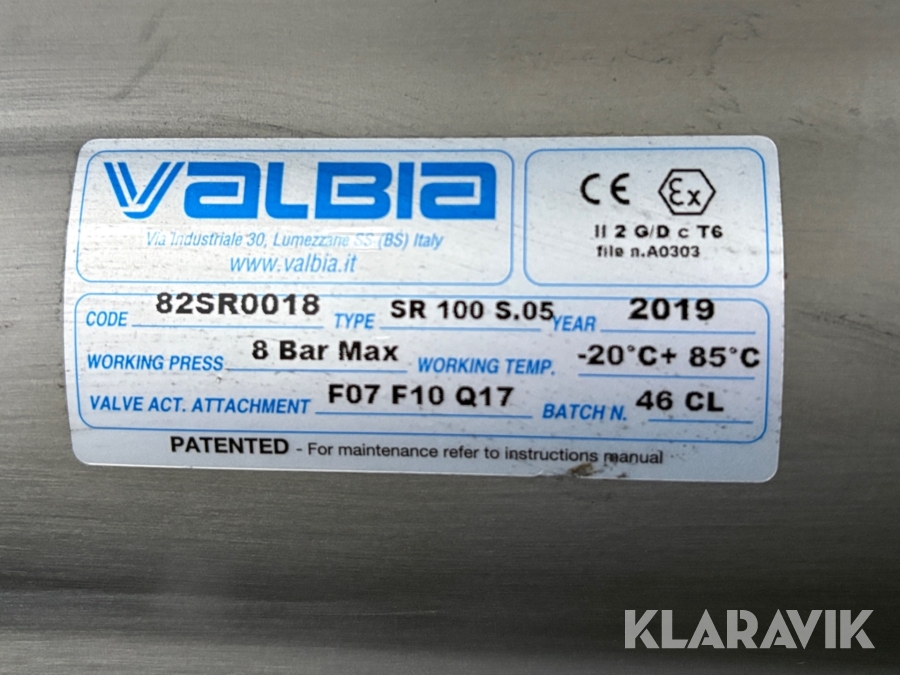 VALBIA
Via Industriale 30, Lumezzane SS (BS) Italy
www.valbia.it
CE Ex
II 2 G/D c T6
file n.A0303
CODE 82SR0018 TYPE SR 100 S.05 YEAR 2019
WORKING PRESS. 8 Bar Max WORKING TEMP. -20°C+ 85°C
VALVE ACT. ATTACHMENT F07 F10 Q17 BATCH N. 46 CL
PATENTED - For maintenance refer to instructions manual
KLARAVIK